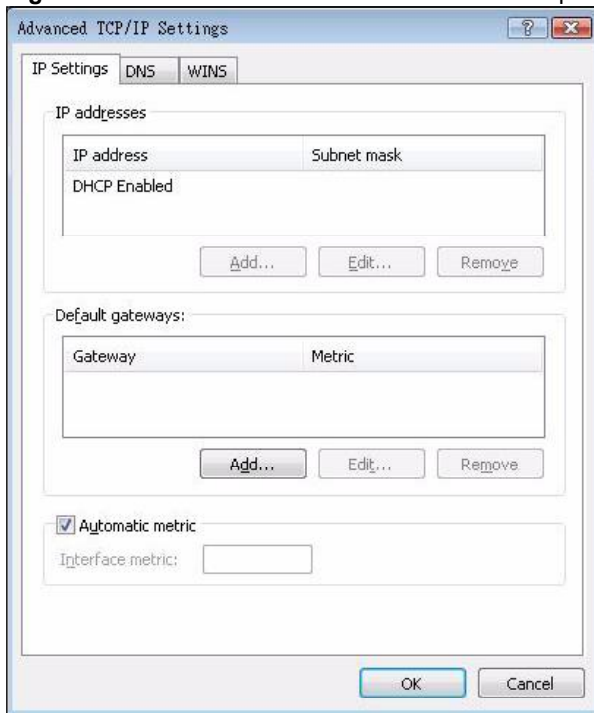 Advanced TCP/IP Settings
IP Settings DNS WINS
IP addresses
IP address Subnet mask
DHCP Enabled
Add... Edit... Remove
Default gateways:
Gateway Metric
Add... Edit... Remove
Automatic metric
Interface metric:
OK Cancel